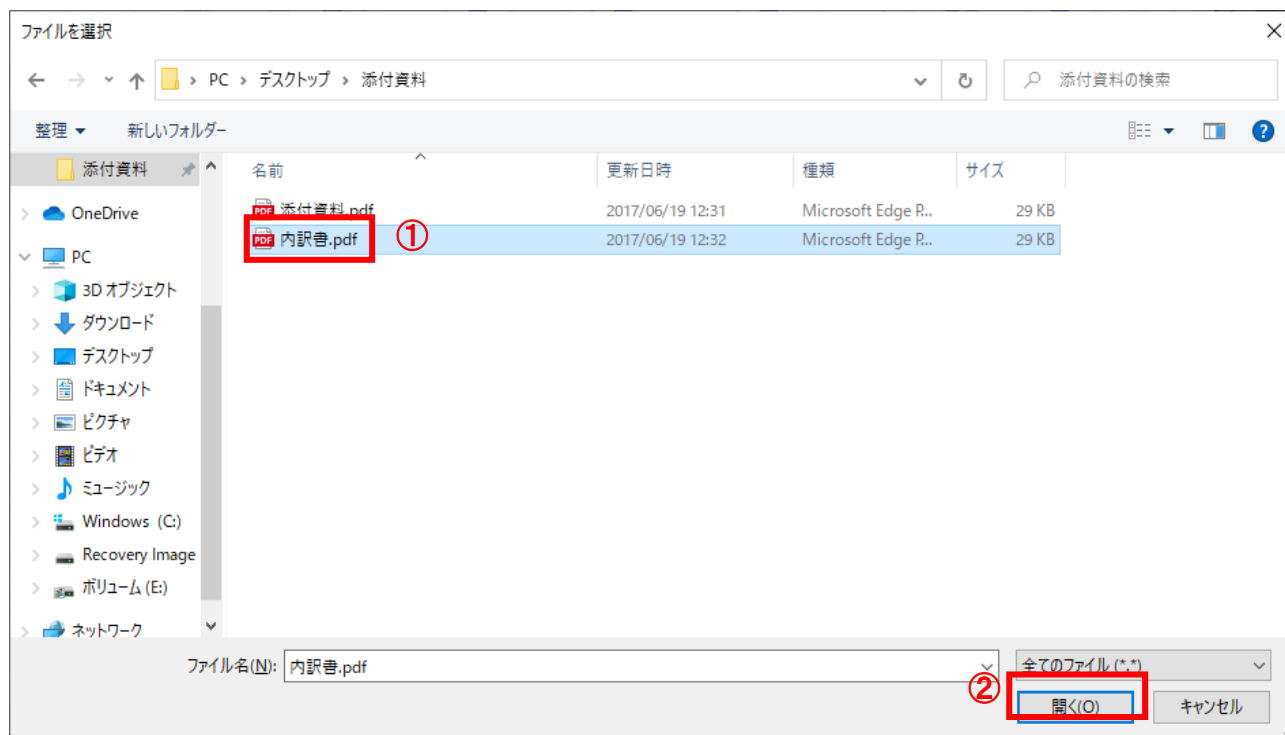 ファイルを選択
PC › デスクトップ › 添付資料
添付資料の検索
整理 新しいフォルダー
添付資料
OneDrive
PC
3D オブジェクト
ダウンロード
デスクトップ
ドキュメント
ピクチャ
ビデオ
ミュージック
Windows (C:)
Recovery Image
ボリューム (E:)
ネットワーク
名前 更新日時 種類 サイズ
添付資料.pdf 2017/06/19 12:31 Microsoft Edge P... 29 KB
内訳書.pdf ① 2017/06/19 12:32 Microsoft Edge P... 29 KB
ファイル名(N): 内訳書.pdf 全てのファイル (*.*)
② 開く(O) キャンセル